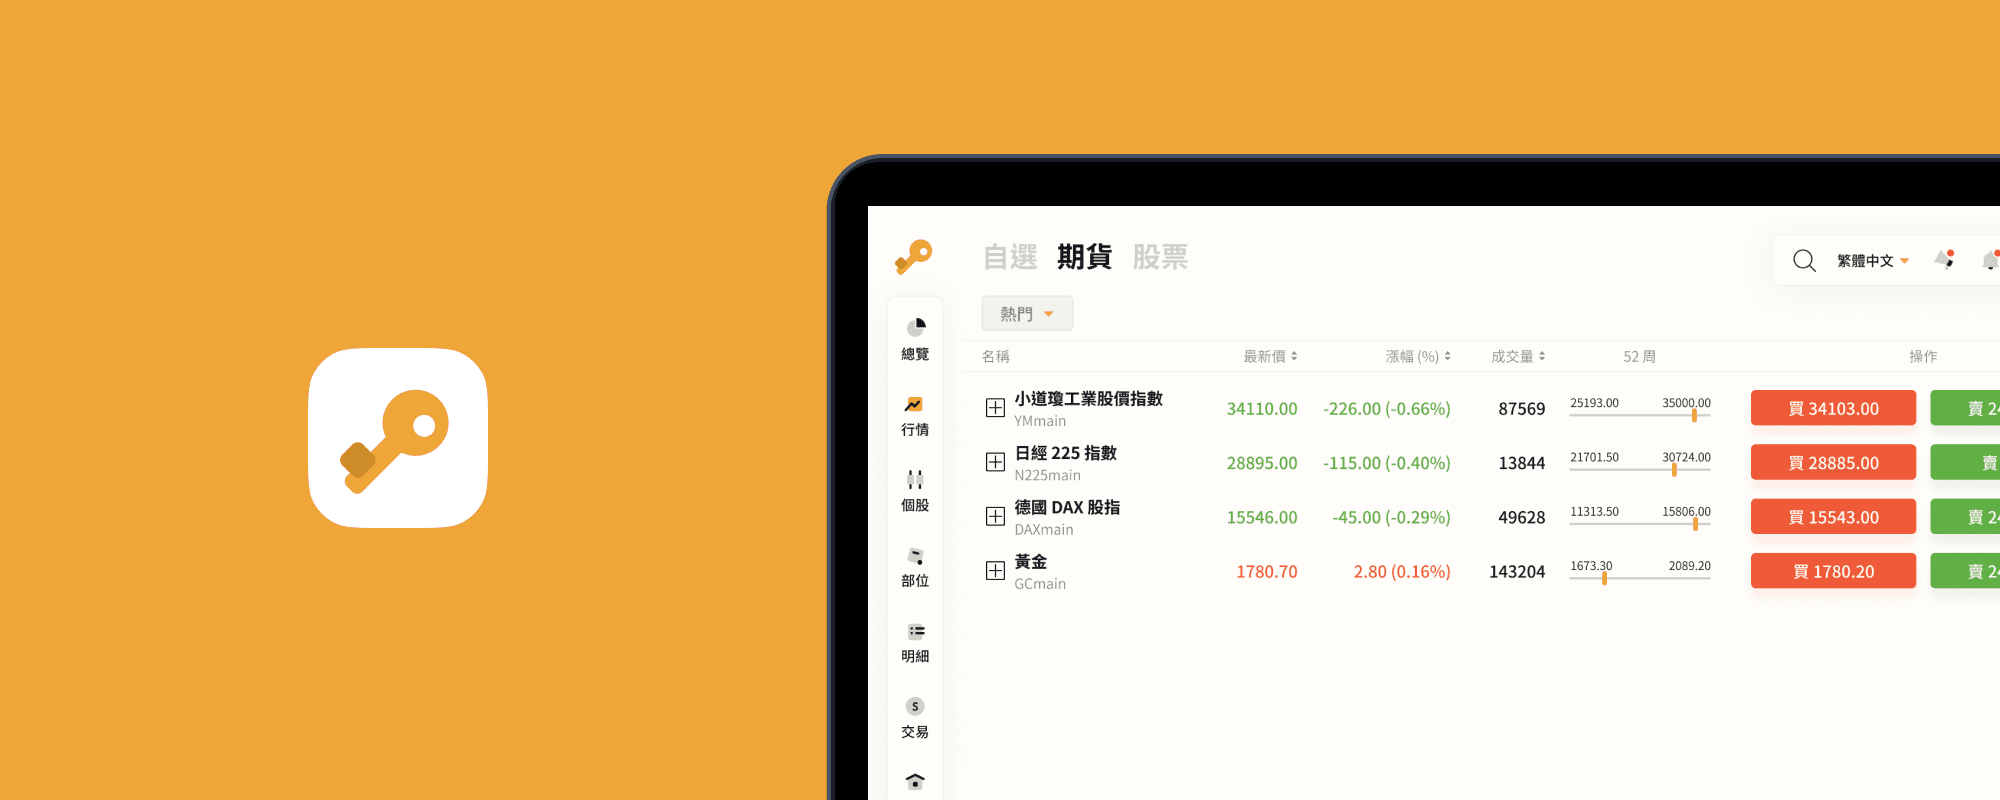 自選 期貨 股票
繁體中文
熱門
名稱 最新價 漲幅 (%) 成交量 52 周 操作
小道瓊工業股價指數
YMmain
34110.00 -226.00 (-0.66%) 87569 25193.00 35000.00 買 34103.00 賣 24
日經 225 指數
N225main
28895.00 -115.00 (-0.40%) 13844 21701.50 30724.00 買 28885.00 賣
德國 DAX 股指
DAXmain
15546.00 -45.00 (-0.29%) 49628 11313.50 15806.00 買 15543.00 賣 24
黃金
GCmain
1780.70 2.80 (0.16%) 143204 1673.30 2089.20 買 1780.20 賣 24
總覽
行情
個股
部位
明細
S
交易